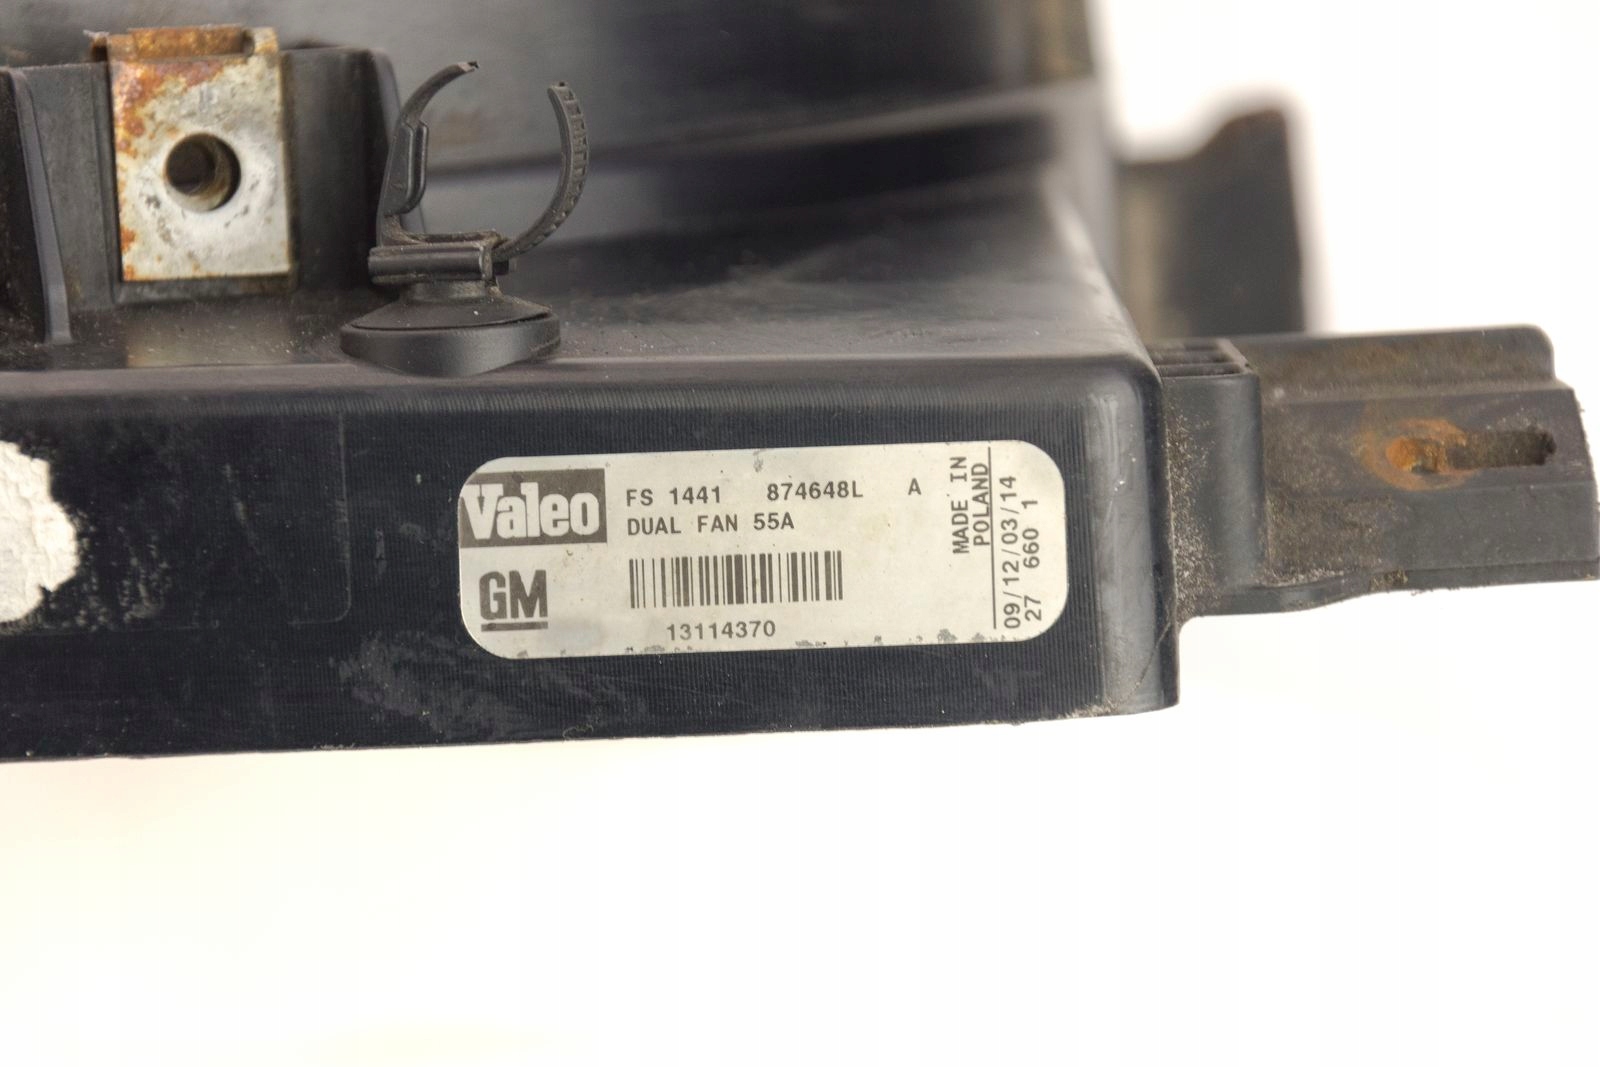 Valeo
FS 1441 874648L A
DUAL FAN 55A
GM
13114370
MADE IN
POLAND
09/12/03/14
27 660 1